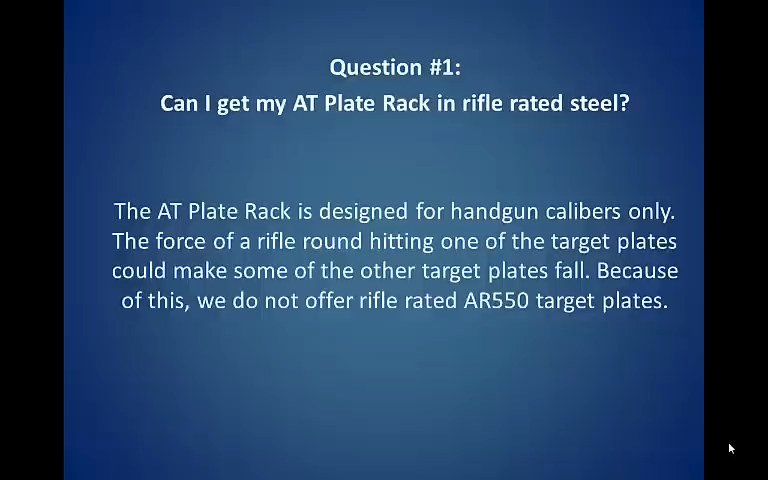 Question #1:
Can I get my AT Plate Rack in rifle rated steel?
The AT Plate Rack is designed for handgun calibers only.
The force of a rifle round hitting one of the target plates
could make some of the other target plates fall. Because
of this, we do not offer rifle rated AR550 target plates.